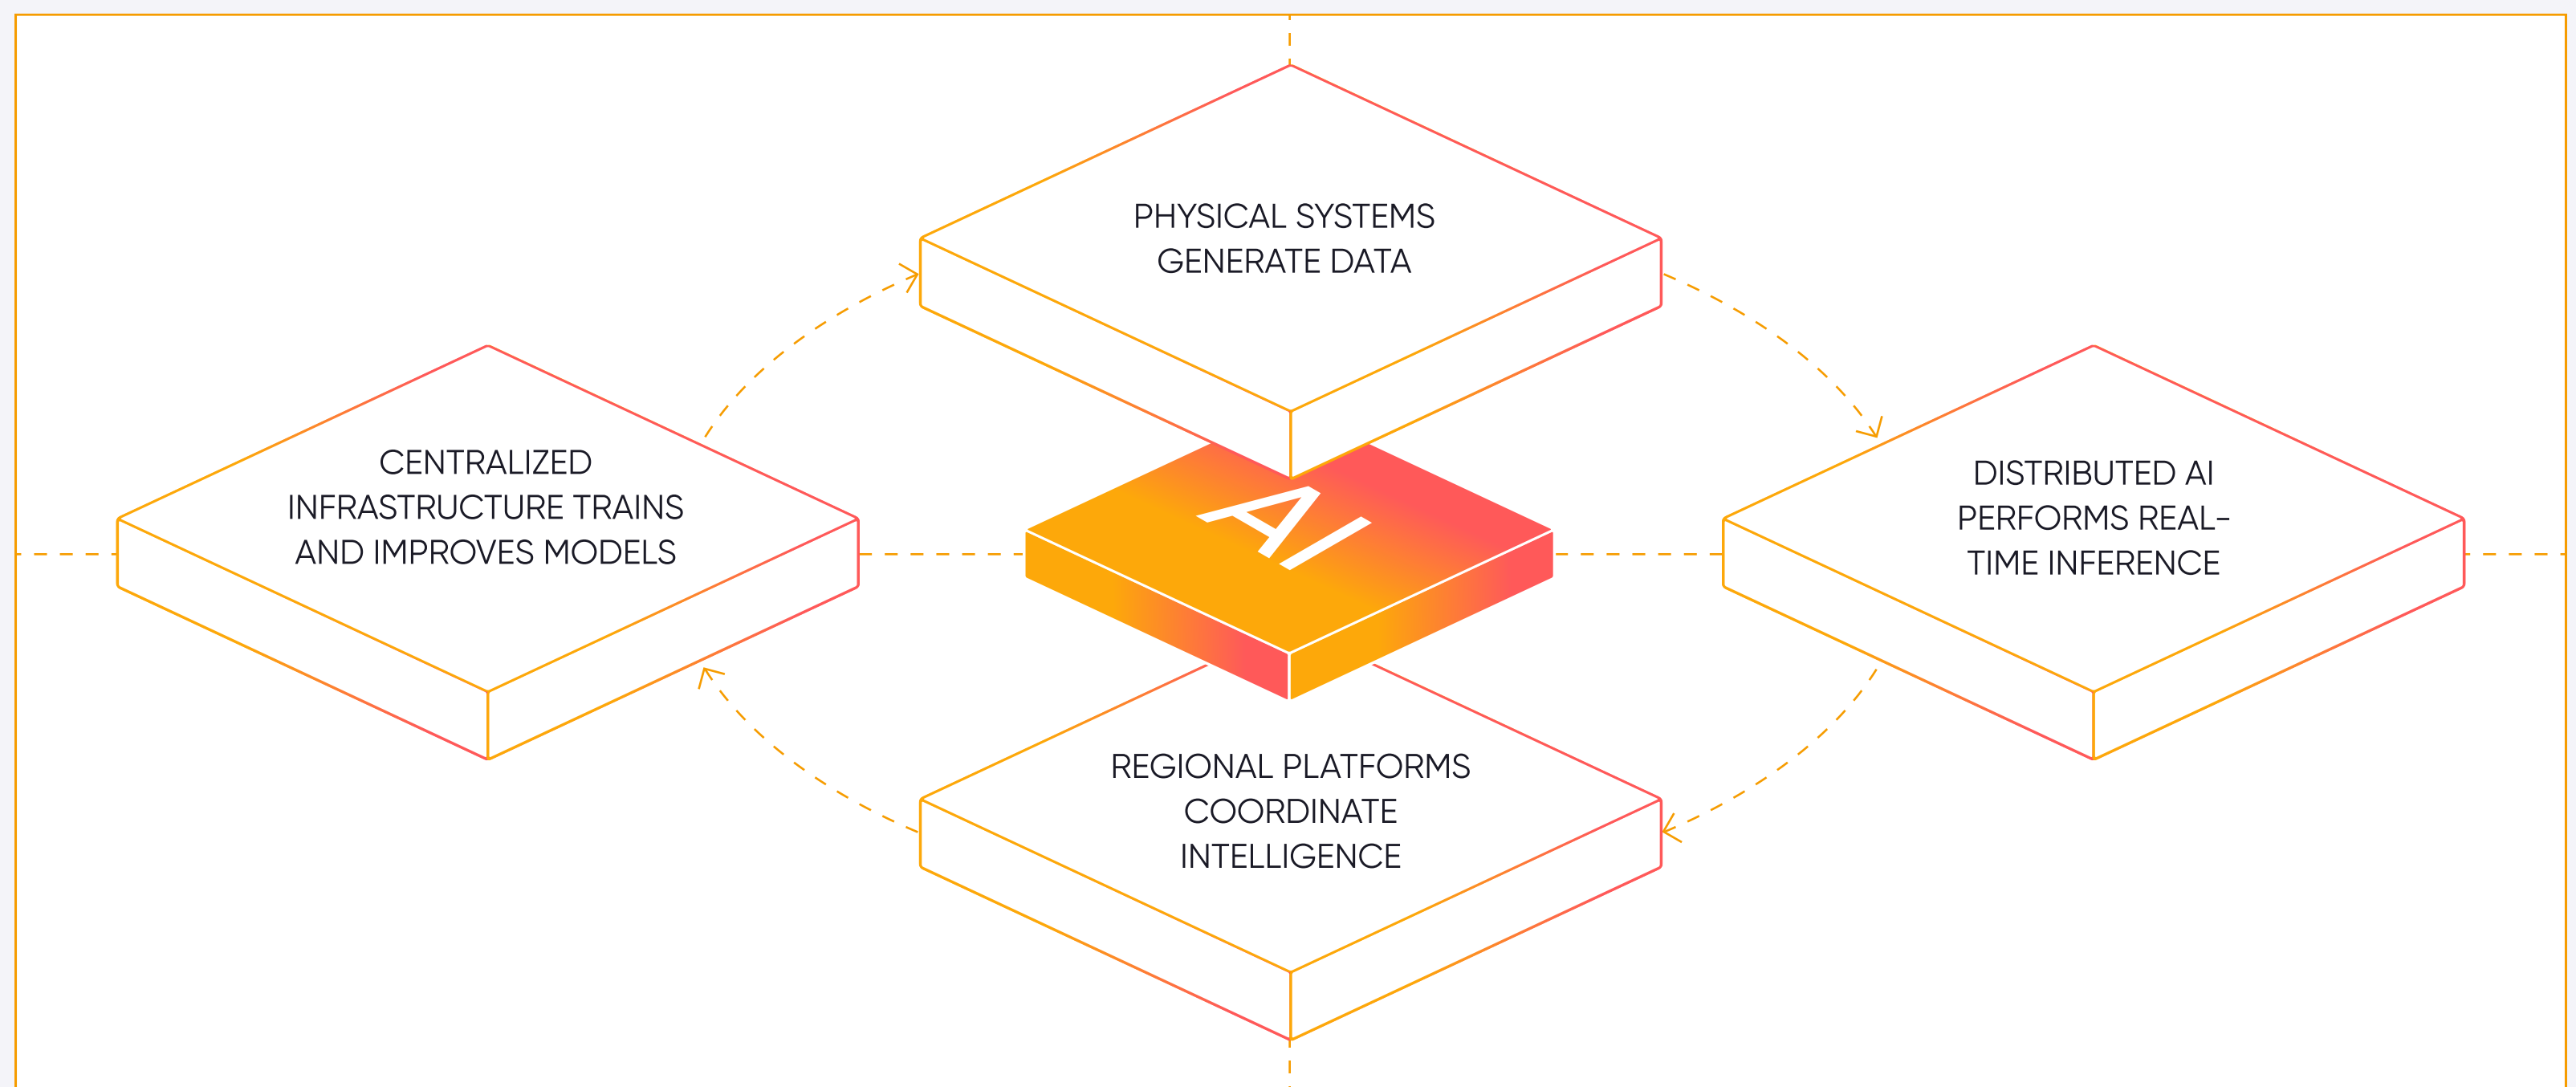 PHYSICAL SYSTEMS
GENERATE DATA
CENTRALIZED
INFRASTRUCTURE TRAINS
AND IMPROVES MODELS
AI
DISTRIBUTED AI
PERFORMS REAL-
TIME INFERENCE
REGIONAL PLATFORMS
COORDINATE
INTELLIGENCE